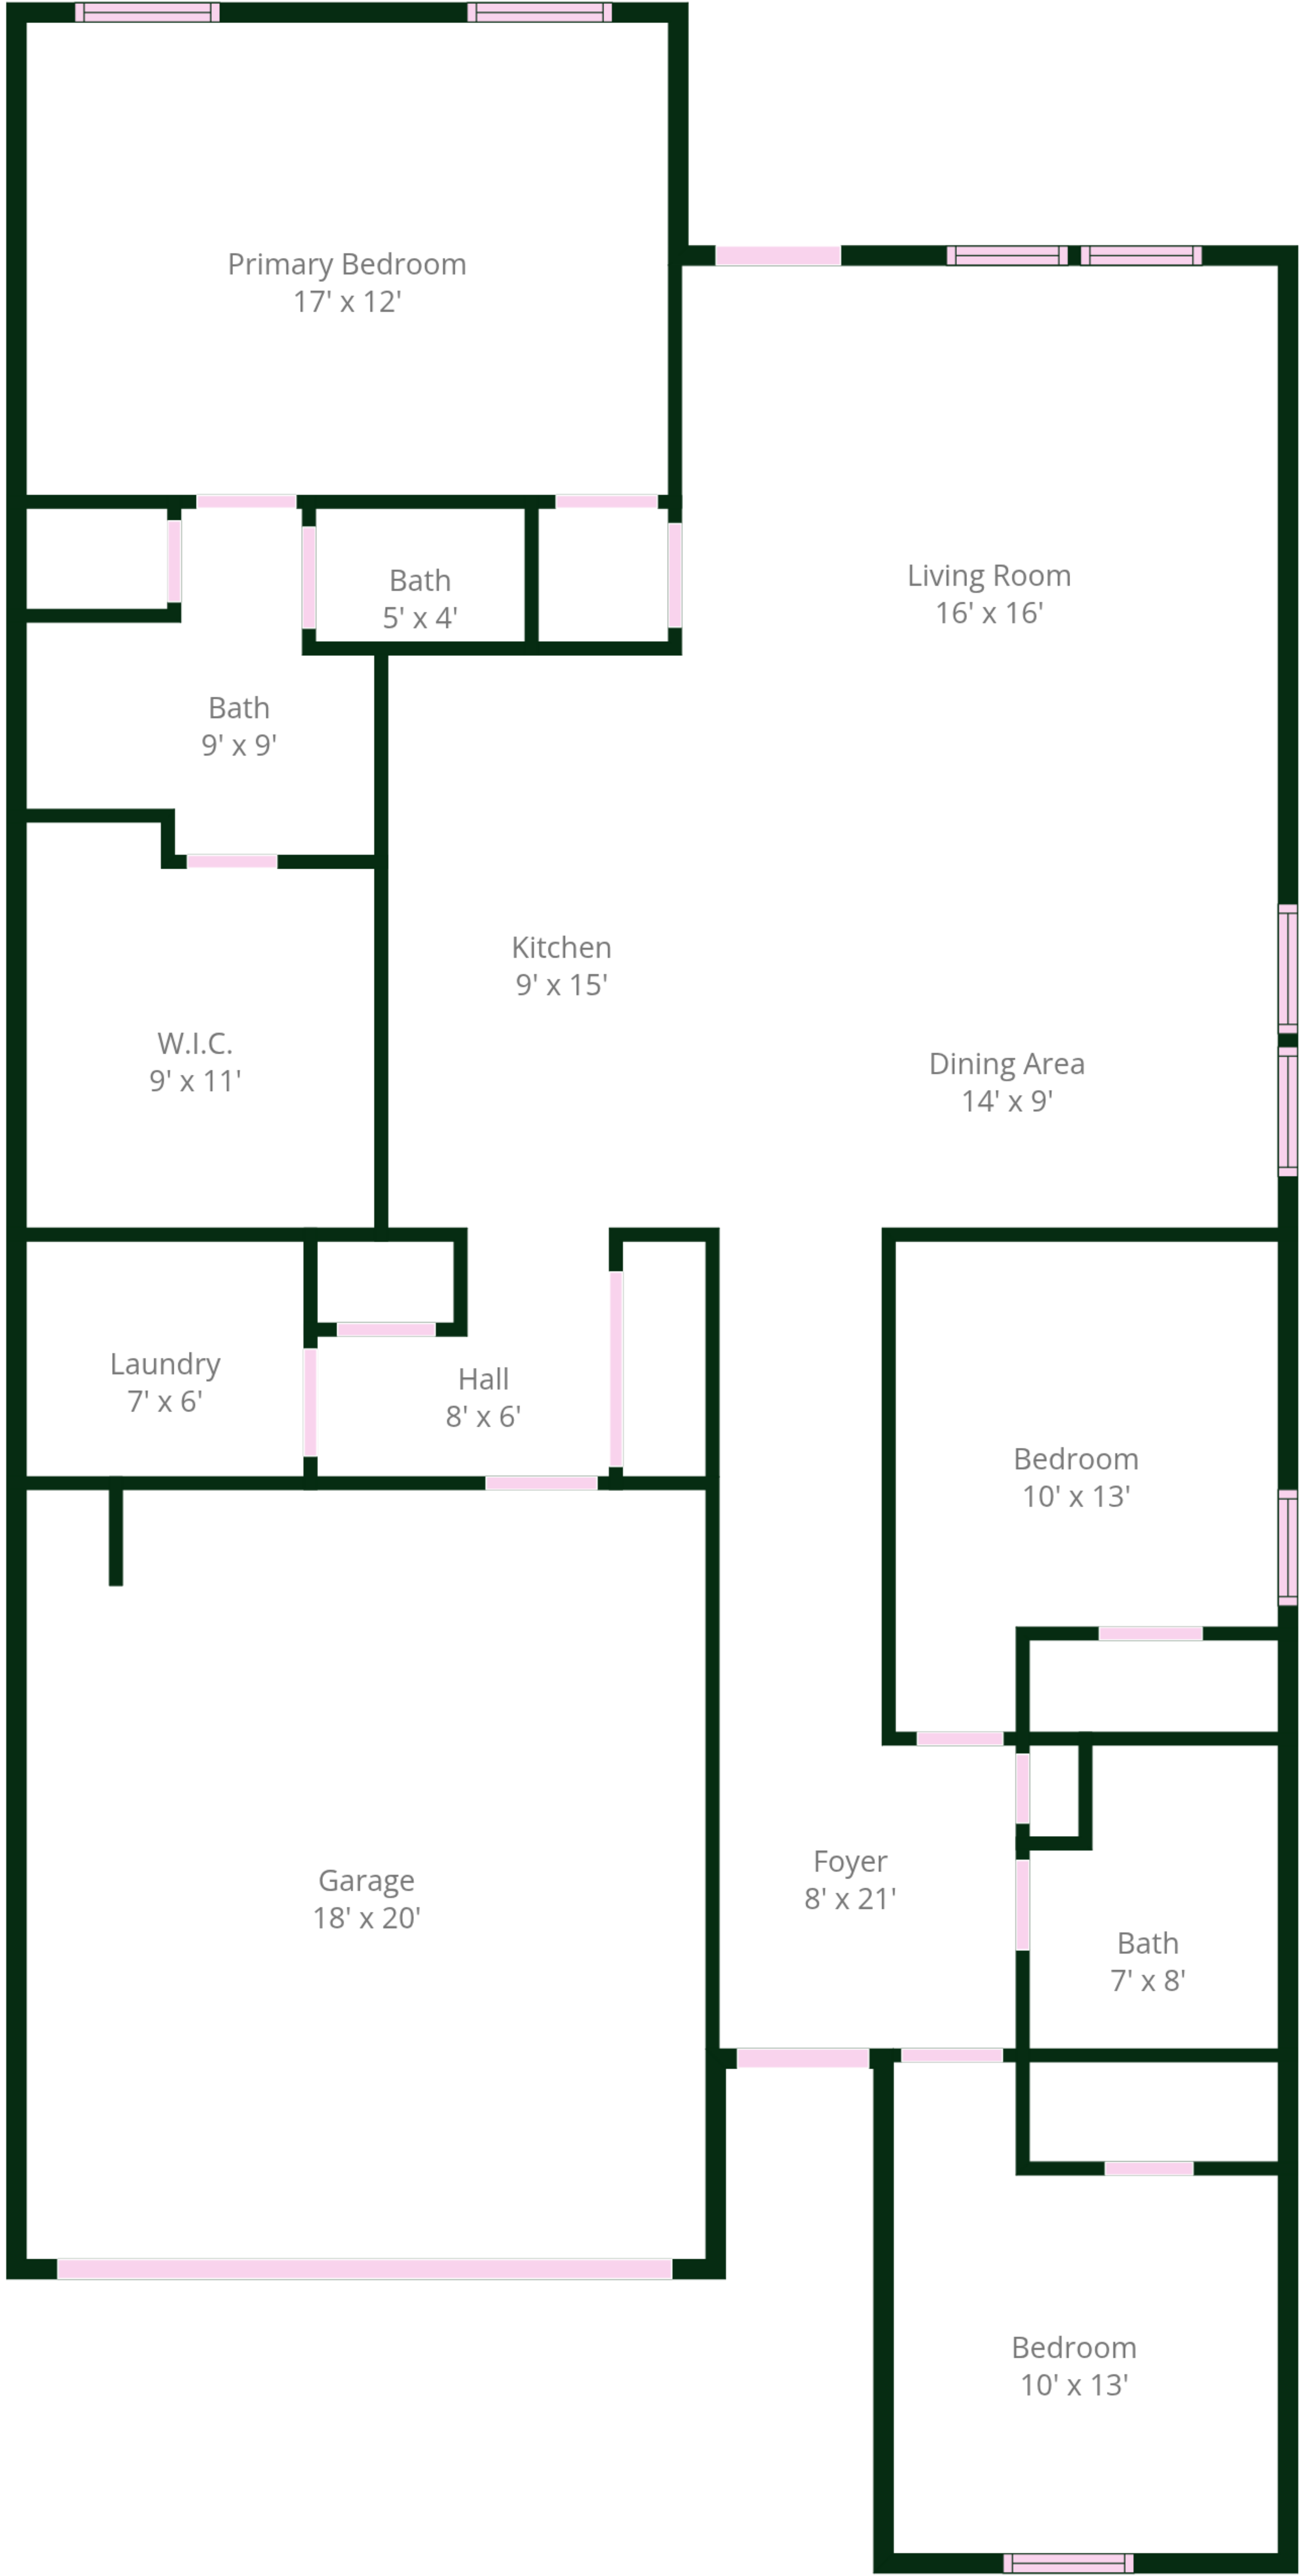 Primary Bedroom
17' x 12'
Living Room
16' x 16'
Bath
5' x 4'
Bath
9' x 9'
Kitchen
9' x 15'
W.I.C.
9' x 11'
Dining Area
14' x 9'
Laundry
7' x 6'
Hall
8' x 6'
Bedroom
10' x 13'
Foyer
8' x 21'
Garage
18' x 20'
Bath
7' x 8'
Bedroom
10' x 13'